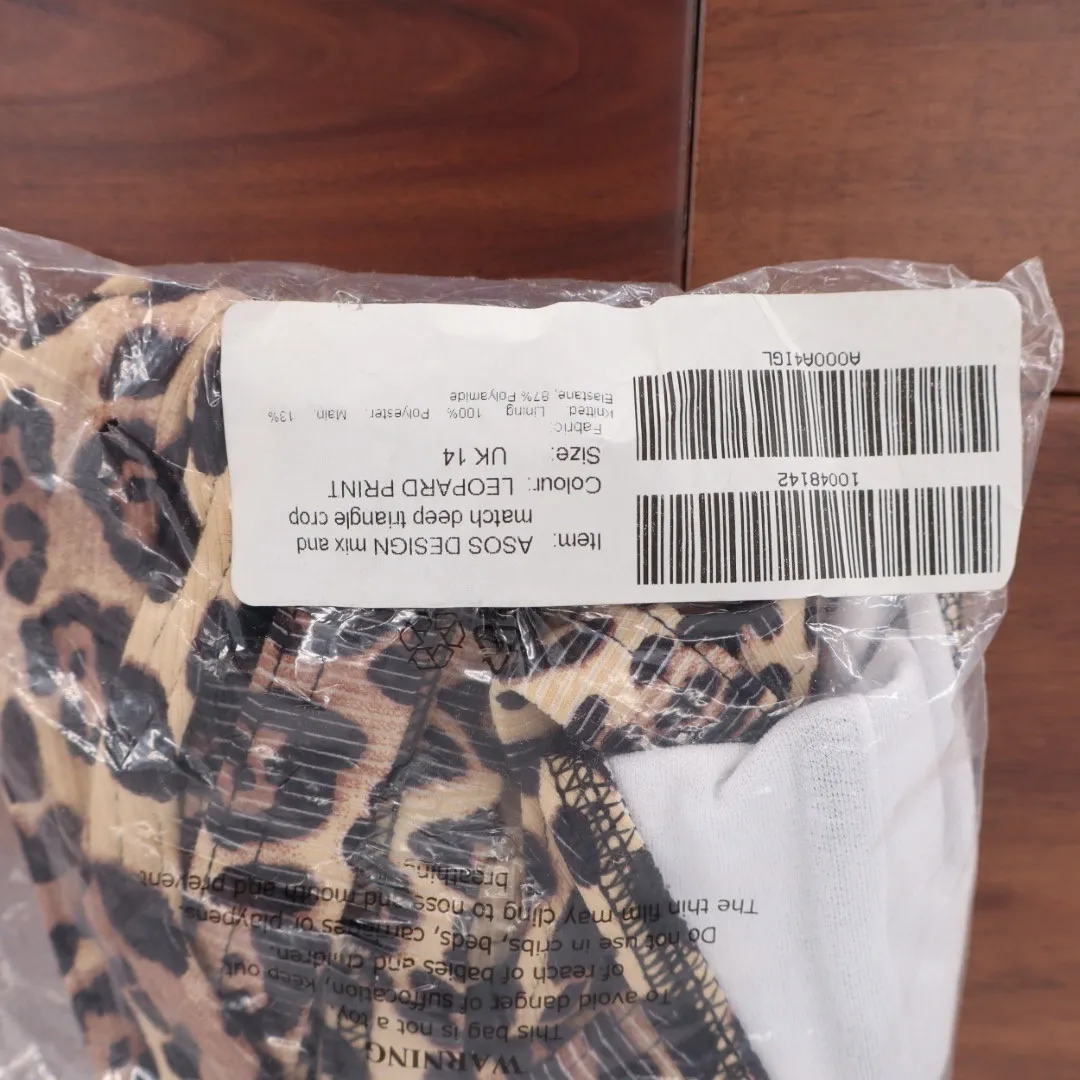 10048142
A000A4IGL
Item: ASOS DESIGN mix and
match deep triangle crop
Colour: LEOPARD PRINT
Size: UK 14
Fabric:
Knitted. Lining 100% Polyester. Main. 13%
Elastane, 87% Polyamide
WARNING
This bag is not a toy.
To avoid danger of suffocation, keep out
of reach of babies and children.
Do not use in cribs, beds, carriages or playpens.
The thin film may cling to nose and mouth and prevent
breathing